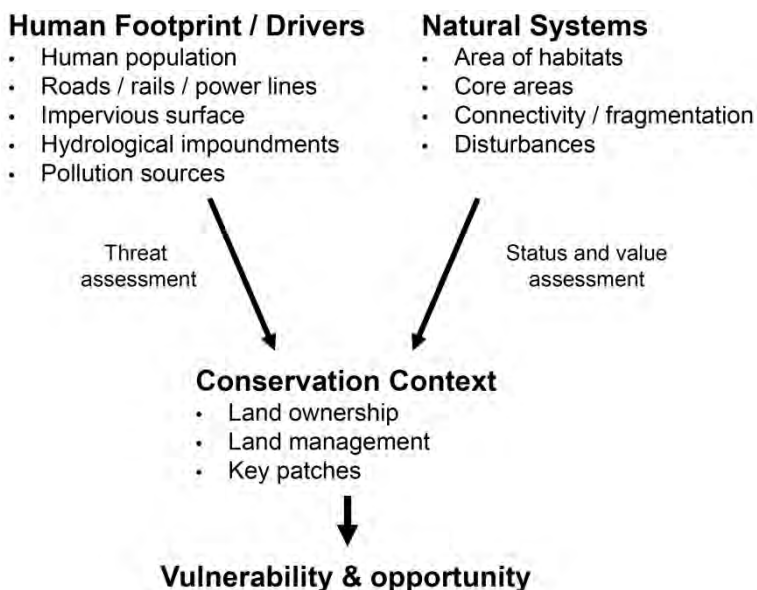 Human Footprint / Drivers
• Human population
• Roads / rails / power lines
• Impervious surface
• Hydrological impoundments
• Pollution sources
Natural Systems
• Area of habitats
• Core areas
• Connectivity / fragmentation
• Disturbances
Threat
assessment
Status and value
assessment
Conservation Context
• Land ownership
• Land management
• Key patches
Vulnerability & opportunity